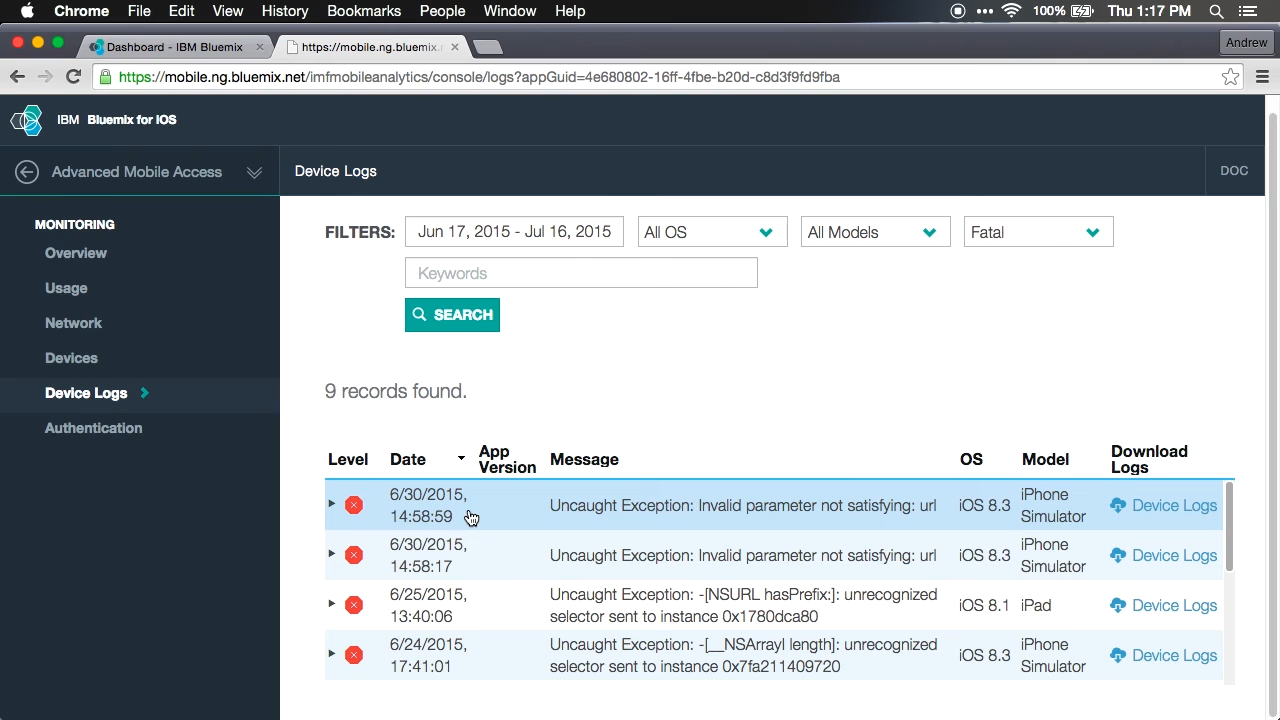 Chrome File Edit View History Bookmarks People Window Help 100% Thu 1:17 PM
Dashboard - IBM Bluemix https://mobile.ng.bluemix. Andrew
https://mobile.ng.bluemix.net/imfmobileanalytics/console/logs?appGuid=4e680802-16ff-4fbe-b20d-c8d3f9fd9fba
IBM Bluemix for iOS
Advanced Mobile Access Device Logs DOC
MONITORING
Overview
Usage
Network
Devices
Device Logs
Authentication
FILTERS: Jun 17, 2015 - Jul 16, 2015 All OS All Models Fatal
Keywords
SEARCH
9 records found.
Level Date App Version Message OS Model Download Logs
6/30/2015, Uncaught Exception: Invalid parameter not satisfying: url iOS 8.3 iPhone Device Logs
14:58:59 Simulator
6/30/2015, Uncaught Exception: Invalid parameter not satisfying: url iOS 8.3 iPhone Device Logs
14:58:17 Simulator
6/25/2015, Uncaught Exception: -[NSURL hasPrefix:]: unrecognized iOS 8.1 iPad Device Logs
13:40:06 selector sent to instance 0x1780dca80
6/24/2015, Uncaught Exception: -[__NSArrayI length]: unrecognized iOS 8.3 iPhone Device Logs
17:41:01 selector sent to instance 0x7fa211409720 Simulator